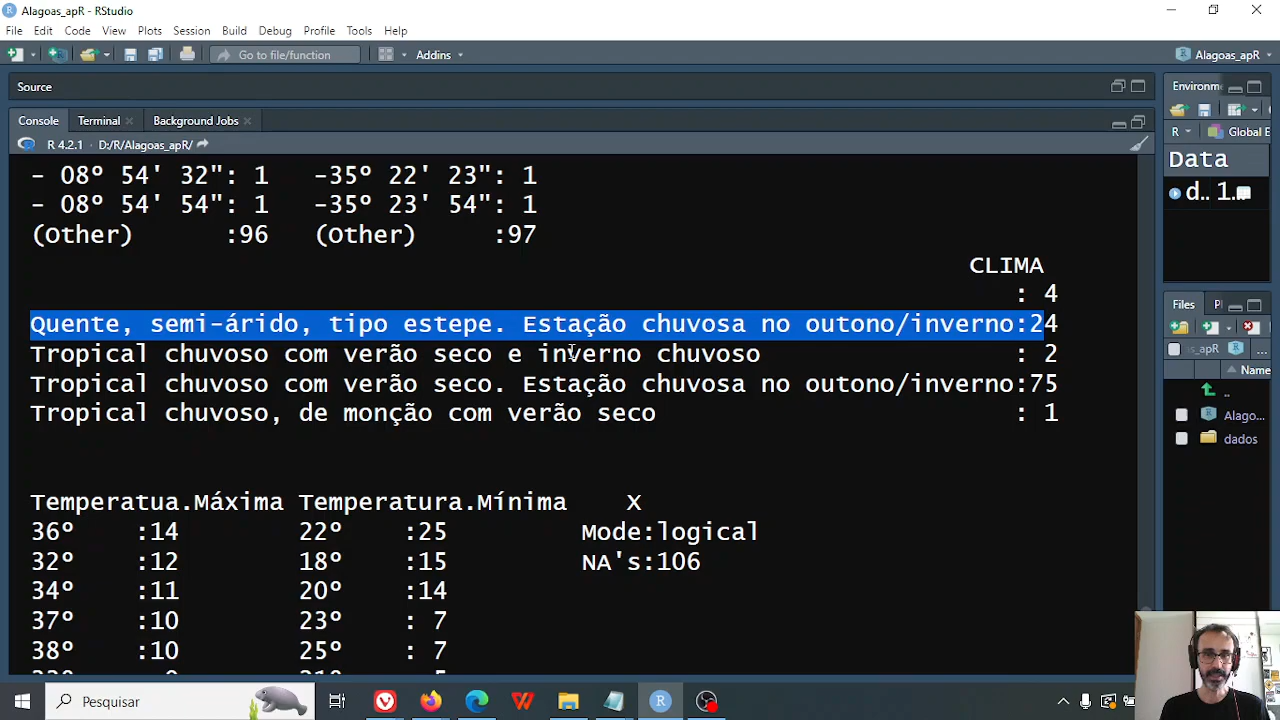 Alagoas_apR - RStudio
File Edit Code View Plots Session Build Debug Profile Tools Help
Go to file/function
Addins
Alagoas_apR
Source
Console Terminal Background Jobs
R 4.2.1 · D:/R/Alagoas_apR/
- 08º 54' 32": 1 -35º 22' 23": 1
- 08º 54' 54": 1 -35º 23' 54": 1
(Other) :96 (Other) :97
CLIMA
: 4
Quente, semi-árido, tipo estepe. Estação chuvosa no outono/inverno:24
Tropical chuvoso com verão seco e inverno chuvoso : 2
Tropical chuvoso com verão seco. Estação chuvosa no outono/inverno:75
Tropical chuvoso, de monção com verão seco : 1
Temperatua.Máxima Temperatura.Mínima X
36º :14 22º :25 Mode:logical
32º :12 18º :15 NA's:106
34º :11 20º :14
37º :10 23º : 7
38º :10 25º : 7
Environm
R Global E
Data
d.. 1..
Files Pl
s_apR
Name
..
Alago...
dados
Pesquisar